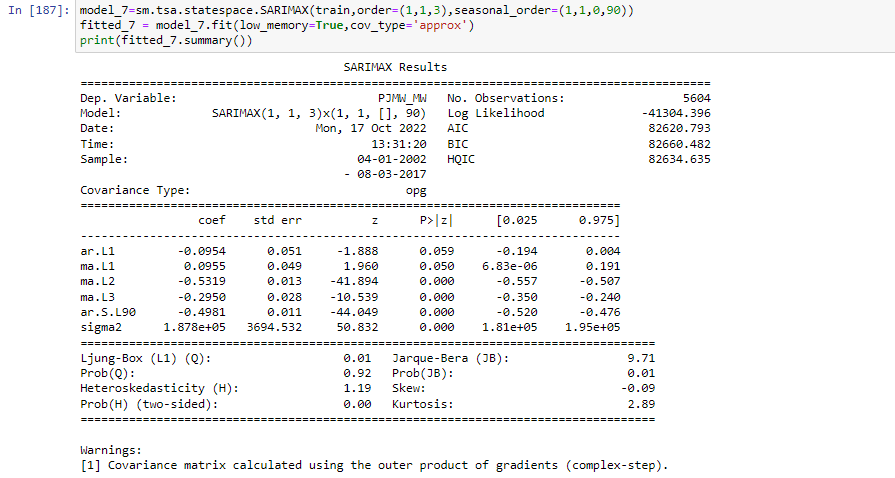 In [187]: model_7=sm.tsa.statespace.SARIMAX(train,order=(1,1,3),seasonal_order=(1,1,0,90))
fitted_7 = model_7.fit(low_memory=True,cov_type='approx')
print(fitted_7.summary())
SARIMAX Results
==============================================================================
Dep. Variable: PJMW_MW No. Observations: 5604
Model: SARIMAX(1, 1, 3)x(1, 1, [], 90) Log Likelihood -41304.396
Date: Mon, 17 Oct 2022 AIC 82620.793
Time: 13:31:20 BIC 82660.482
Sample: 04-01-2002 HQIC 82634.635
- 08-03-2017
Covariance Type: opg
==============================================================================
coef std err z P>|z| [0.025 0.975]
------------------------------------------------------------------------------
ar.L1 -0.0954 0.051 -1.888 0.059 -0.194 0.004
ma.L1 0.0955 0.049 1.960 0.050 6.83e-06 0.191
ma.L2 -0.5319 0.013 -41.894 0.000 -0.557 -0.507
ma.L3 -0.2950 0.028 -10.539 0.000 -0.350 -0.240
ar.S.L90 -0.4981 0.011 -44.049 0.000 -0.520 -0.476
sigma2 1.878e+05 3694.532 50.832 0.000 1.81e+05 1.95e+05
==============================================================================
Ljung-Box (L1) (Q): 0.01 Jarque-Bera (JB): 9.71
Prob(Q): 0.92 Prob(JB): 0.01
Heteroskedasticity (H): 1.19 Skew: -0.09
Prob(H) (two-sided): 0.00 Kurtosis: 2.89
==============================================================================
Warnings:
[1] Covariance matrix calculated using the outer product of gradients (complex-step).